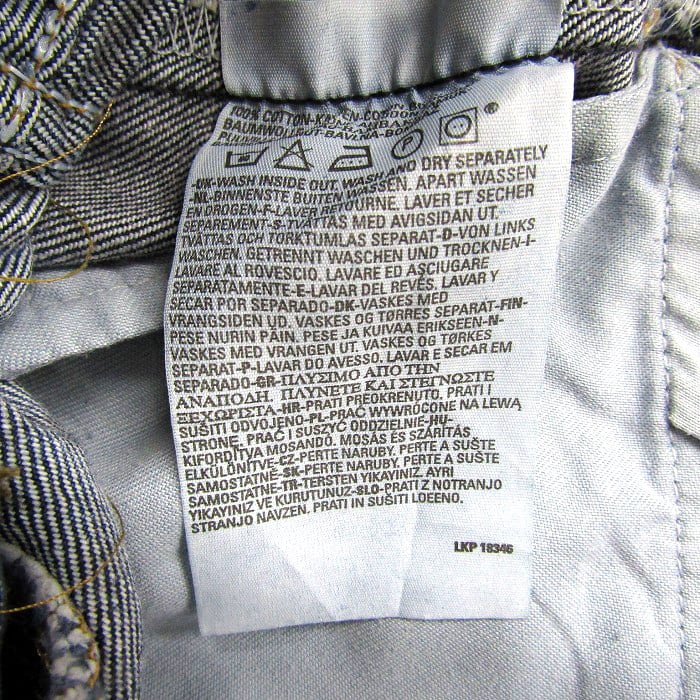 100% COTTON-
BAUMWOLL
®
-UK-WASH INSIDE OUT. WASH AND DRY SEPARATELY
-NL-BINNENSTE BUITEN WASSEN. APART WASSEN
EN DROGEN-F-LAVER RETOURNE. LAVER ET SECHER
SEPAREMENT-S-TVÄTTAS MED AVIGSIDAN UT.
TVÄTTAS OCH TORKTUMLAS SEPARAT-D-VON LINKS
WASCHEN. GETRENNT WASCHEN UND TROCKNEN-I-
LAVARE AL ROVESCIO. LAVARE ED ASCIUGARE
SEPARATAMENTE-E-LAVAR DEL REVÉS. LAVAR Y
SECAR POR SEPARADO-DK-VASKES MED
VRANGSIDEN UD. VASKES OG TØRRES SEPARAT-FIN-
PESE NURIN PÄIN. PESE JA KUIVAA ERIKSEEN-N-
VASKES MED VRANGEN UT. VASKES OG TØRKES
SEPARAT-P-LAVAR DO AVESSO. LAVAR E SECAR EM
SEPARADO-GR-ΠΛΥΣΙΜΟ ΑΠΟ ΤΗΝ
ΑΝΑΠΟΔΗ. ΠΛΥΝΕΤΕ ΚΑΙ ΣΤΕΓΝΩΣΤΕ
ΞΕΧΩΡΙΣΤΑ-HR-PRATI PREOKRENUTO. PRATI I
SUŠITI ODVOJENO-PL-PRAĆ WYWRÓCONE NA LEWĄ
STRONĘ. PRAĆ I SUSZYĆ ODDZIELNIE-HU-
KIFORDÍTVA MOSANDÓ. MOSÁS ÉS SZÁRÍTÁS
ELKÜLÖNÍTVE-CZ-PERTE NARUBY. PERTE A SUŠTE
SAMOSTATNĚ-SK-PERTE NARUBY. PERTE A SUŠTE
SAMOSTATNE-TR-TERSTEN YIKAYINIZ. AYRI
YIKAYINIZ VE KURUTUNUZ-SLO-PRATI Z NOTRANJO
STRANJO NAVZEN. PRATI IN SUŠITI LOEENO.
LKP 18346